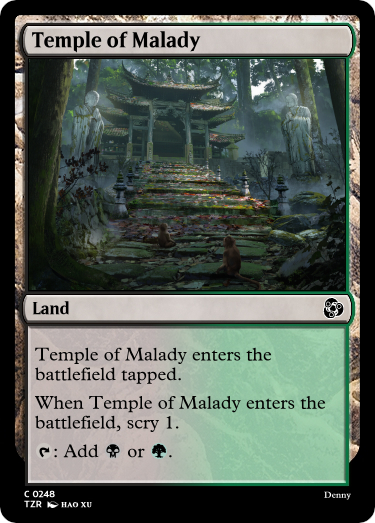 Temple of Malady
Land
Temple of Malady enters the
battlefield tapped.
When Temple of Malady enters the
battlefield, scry 1.
: Add or .
C 0248
Denny
TZR HAO XU